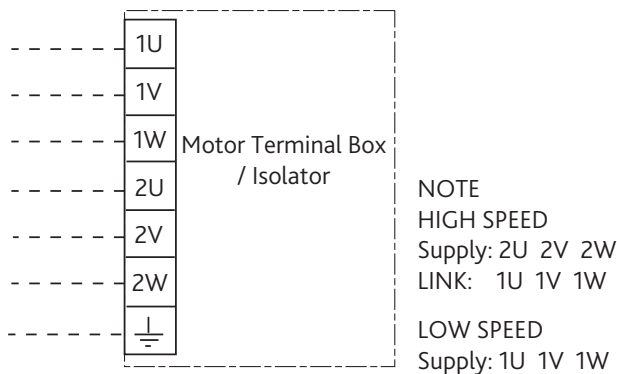 1U
1V
1W
2U
2V
2W
Motor Terminal Box
/ Isolator
NOTE
HIGH SPEED
Supply: 2U 2V 2W
LINK: 1U 1V 1W
LOW SPEED
Supply: 1U 1V 1W